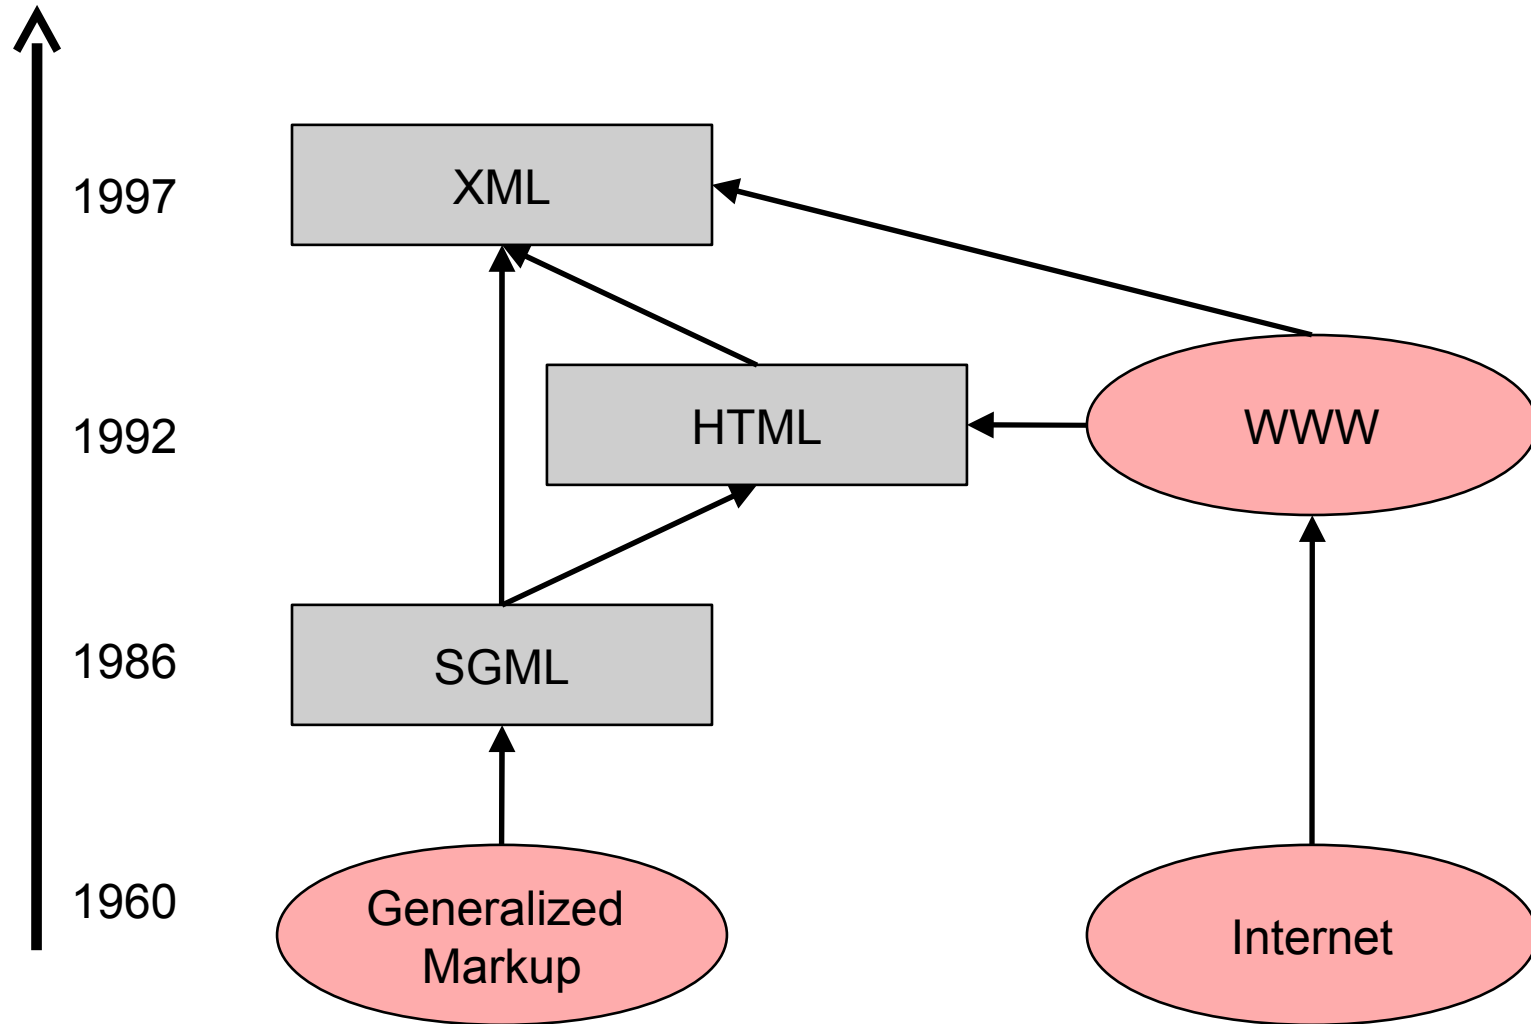 1997
XML
1992
HTML
WWW
1986
SGML
1960
Generalized
Markup
Internet